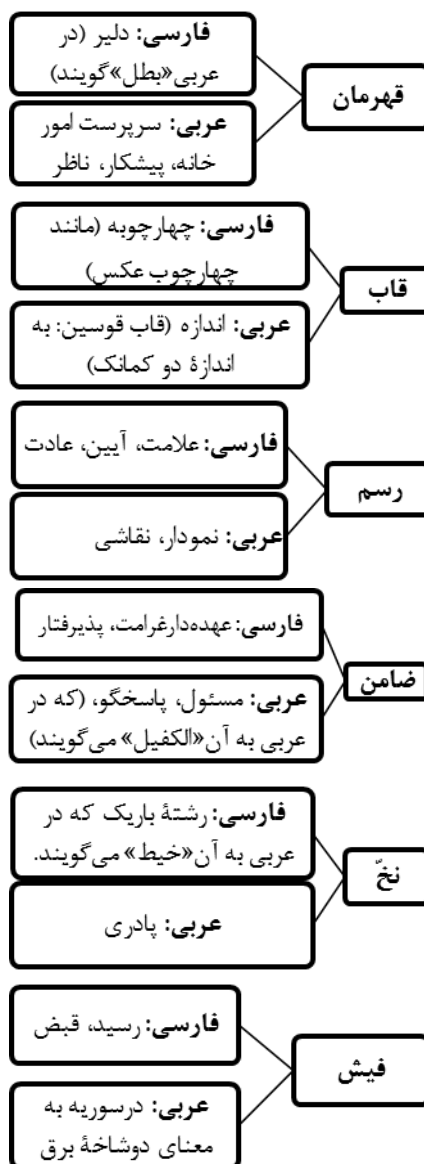 قهرمان
فارسی: دلیر (در
عربی«بطل»گویند)
عربی: سرپرست امور
خانه، پیشکار، ناظر
قاب
فارسی: چهارچوبه (مانند
چهارچوب عکس)
عربی: اندازه (قاب قوسین: به
اندازۀ دو کمانک)
رسم
فارسی: علامت، آیین، عادت
عربی: نمودار، نقاشی
ضامن
فارسی: عهده‌دارغرامت، پذیرفتار
عربی: مسئول، پاسخگو، (که در
عربی به آن«الکفیل» می‌گویند)
نخّ
فارسی: رشتۀ باریک که در
عربی به آن«خیط» می‌گویند.
عربی: پادری
فیش
فارسی: رسید، قبض
عربی: درسوریه به
معنای دوشاخۀ برق